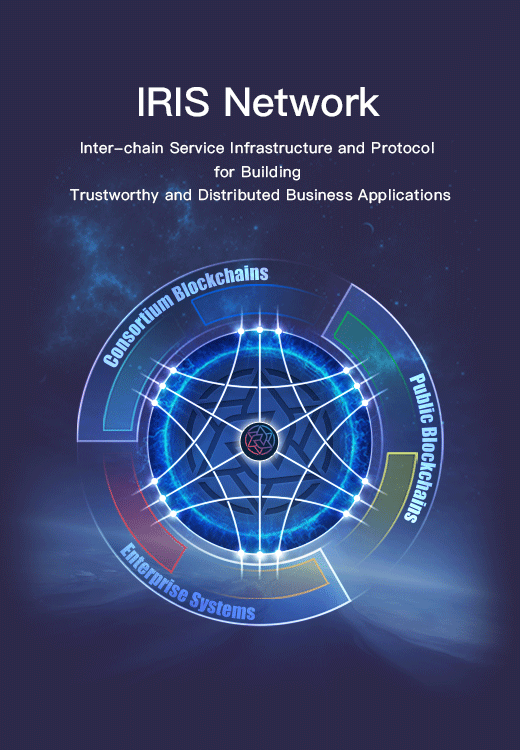 IRIS Network
Inter-chain Service Infrastructure and Protocol
for Building
Trustworthy and Distributed Business Applications
Consortium Blockchains
Public Blockchains
Enterprise Systems